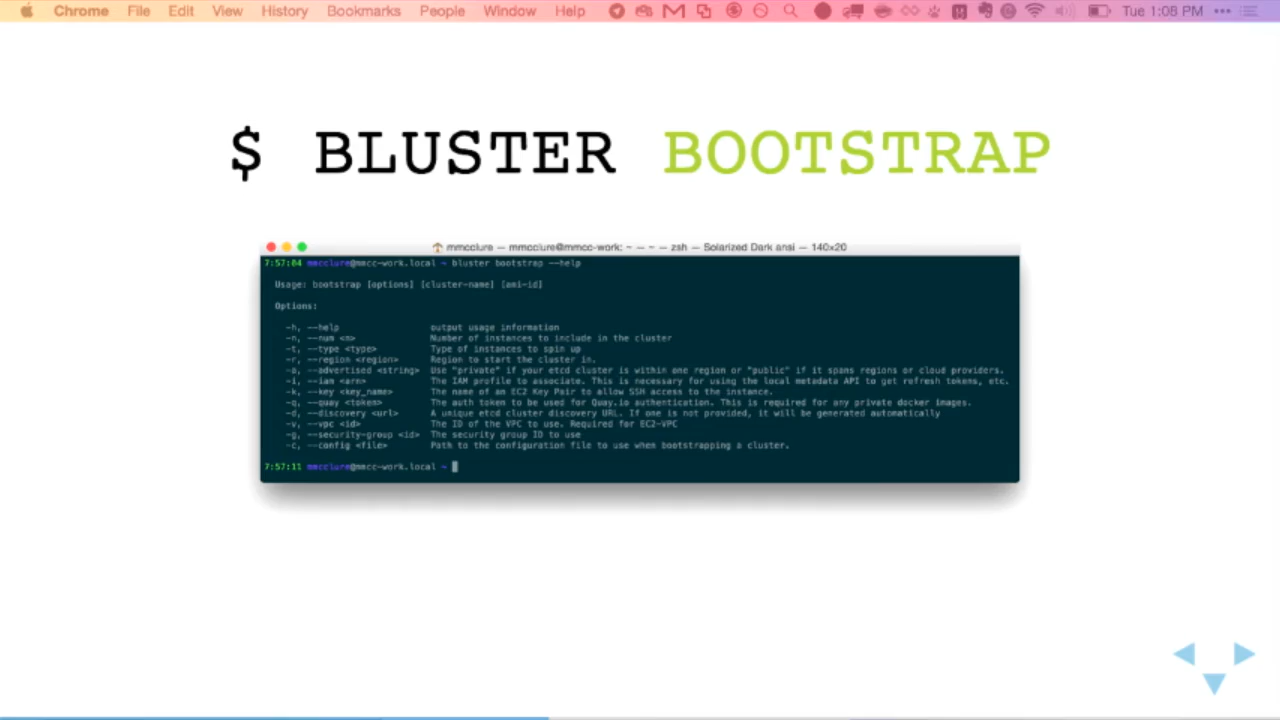 Chrome File Edit View History Bookmarks People Window Help Tue 1:08 PM
$ BLUSTER BOOTSTRAP
mmcclure — mmcclure@mmcc-work: ~ — ~ — zsh — Solarized Dark ansi — 140×20
7:57:04 mmcclure@mmcc-work.local ~ bluster bootstrap --help
Usage: bootstrap [options] [cluster-name] [ami-id]
Options:
-h, --help output usage information
-n, --num <n> Number of instances to include in the cluster
-t, --type <type> Type of instances to spin up
-r, --region <region> Region to start the cluster in.
-a, --advertised <string> Use "private" if your etcd cluster is within one region or "public" if it spans regions or cloud providers.
-i, --iam <arn> The IAM profile to associate. This is necessary for using the local metadata API to get refresh tokens, etc.
-k, --key <key_name> The name of an EC2 Key Pair to allow SSH access to the instance.
-q, --quay <token> The auth token to be used for Quay.io authentication. This is required for any private docker images.
-d, --discovery <url> A unique etcd cluster discovery URL. If one is not provided, it will be generated automatically
-v, --vpc <id> The ID of the VPC to use. Required for EC2-VPC
-g, --security-group <id> The security group ID to use
-c, --config <file> Path to the configuration file to use when bootstrapping a cluster.
7:57:11 mmcclure@mmcc-work.local ~